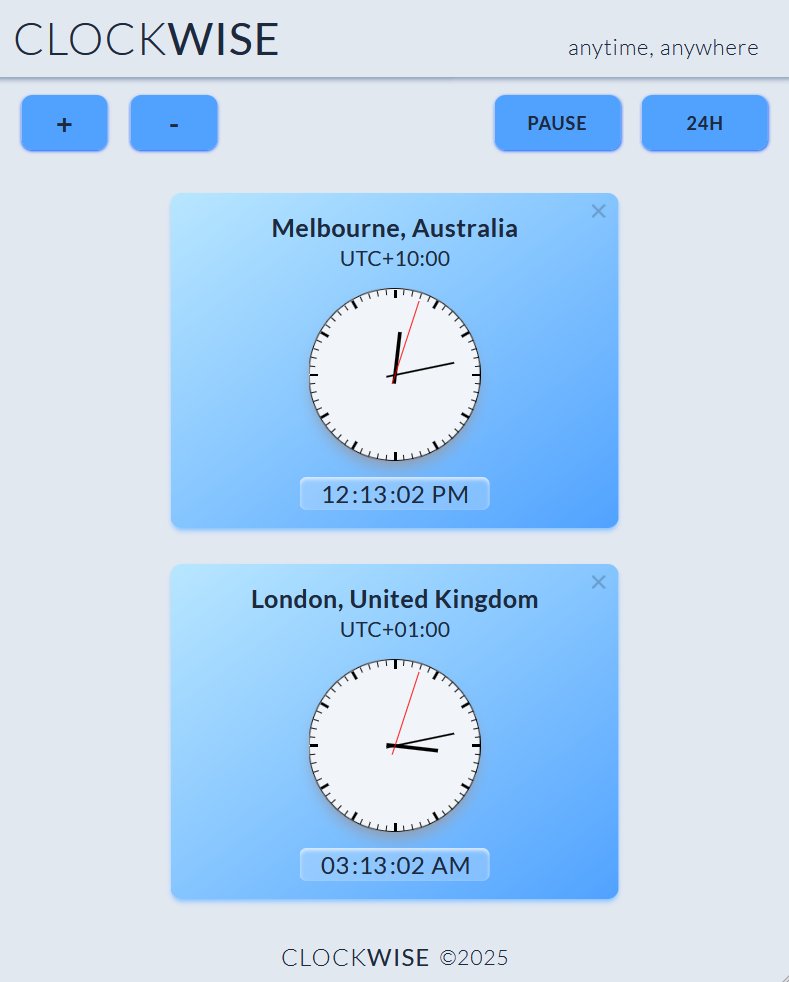 CLOCKWISE
anytime, anywhere
+ - PAUSE 24H
×
Melbourne, Australia
UTC+10:00
12:13:02 PM
×
London, United Kingdom
UTC+01:00
03:13:02 AM
CLOCKWISE ©2025